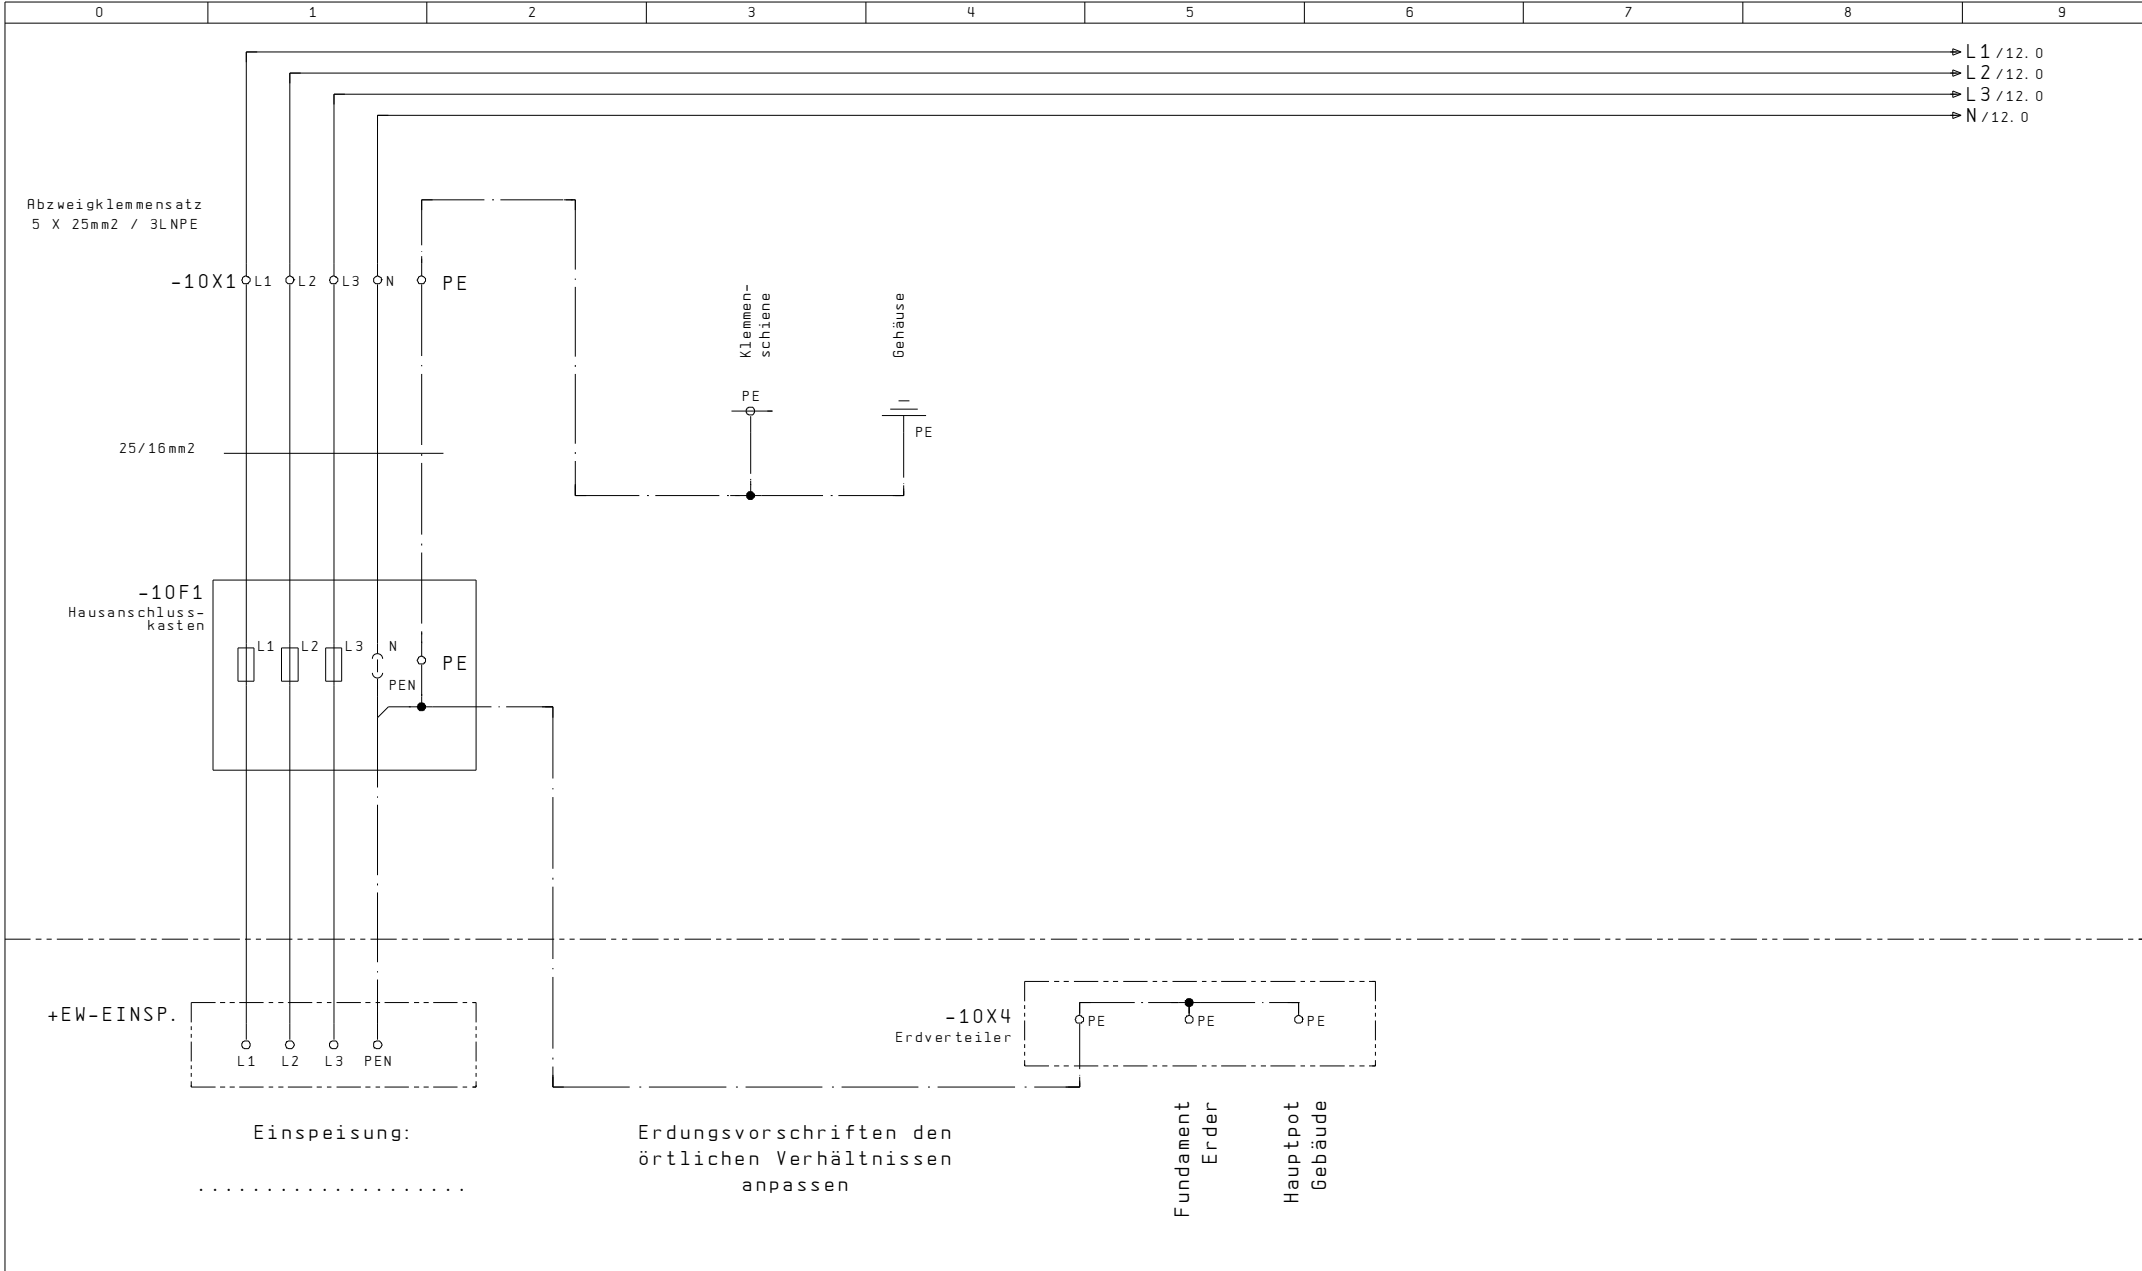 0 1 2 3 4 5 6 7 8 9
L1/12.0
L2/12.0
L3/12.0
N/12.0
Abzweigklemmensatz
5 X 25mm2 / 3LNPE
-10X1 L1 L2 L3 N PE
Klemmen-
schiene
Gehäuse
PE
PE
25/16mm2
-10F1
Hausanschluss-
kasten
L1 L2 L3 N
PE
PEN
+EW-EINSP.
L1 L2 L3 PEN
-10X4
Erdverteiler
PE PE PE
Einspeisung:
....................
Erdungsvorschriften den
örtlichen Verhältnissen
anpassen
Fundament
Erder
Hauptpot
Gebäude